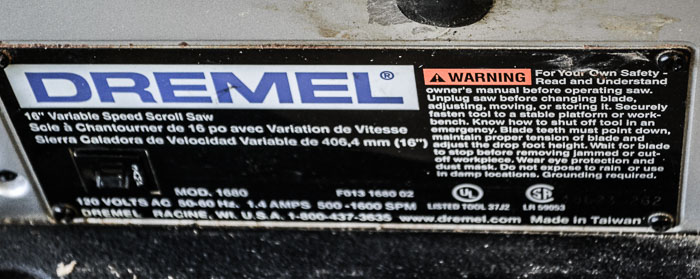 DREMEL®
16" Variable Speed Scroll Saw
Scie à Chantourner de 16 po avec Variation de Vitesse
Sierra Caladora de Velocidad Variable de 406,4 mm (16")
MOD. 1680 F013 1680 02
120 VOLTS AC 50-60 Hz. 1.4 AMPS 500-1600 SPM
DREMEL RACINE, WI. U.S.A. 1-800-437-3635 www.dremel.com Made in Taiwan
WARNING For Your Own Safety -
Read and Understand
owner's manual before operating saw.
Unplug saw before changing blade,
adjusting, moving, or storing it. Securely
fasten tool to a stable platform or work-
bench. Know how to shut off tool in an
emergency. Blade teeth must point down,
maintain proper tension of blade and
adjust the drop foot height. Wait for blade
to stop before removing jammed or cut-
off workpiece. Wear eye protection and
dust mask. Do not expose to rain or use
in damp locations. Grounding required.
UL
LISTED TOOL 37J2
LR 59053